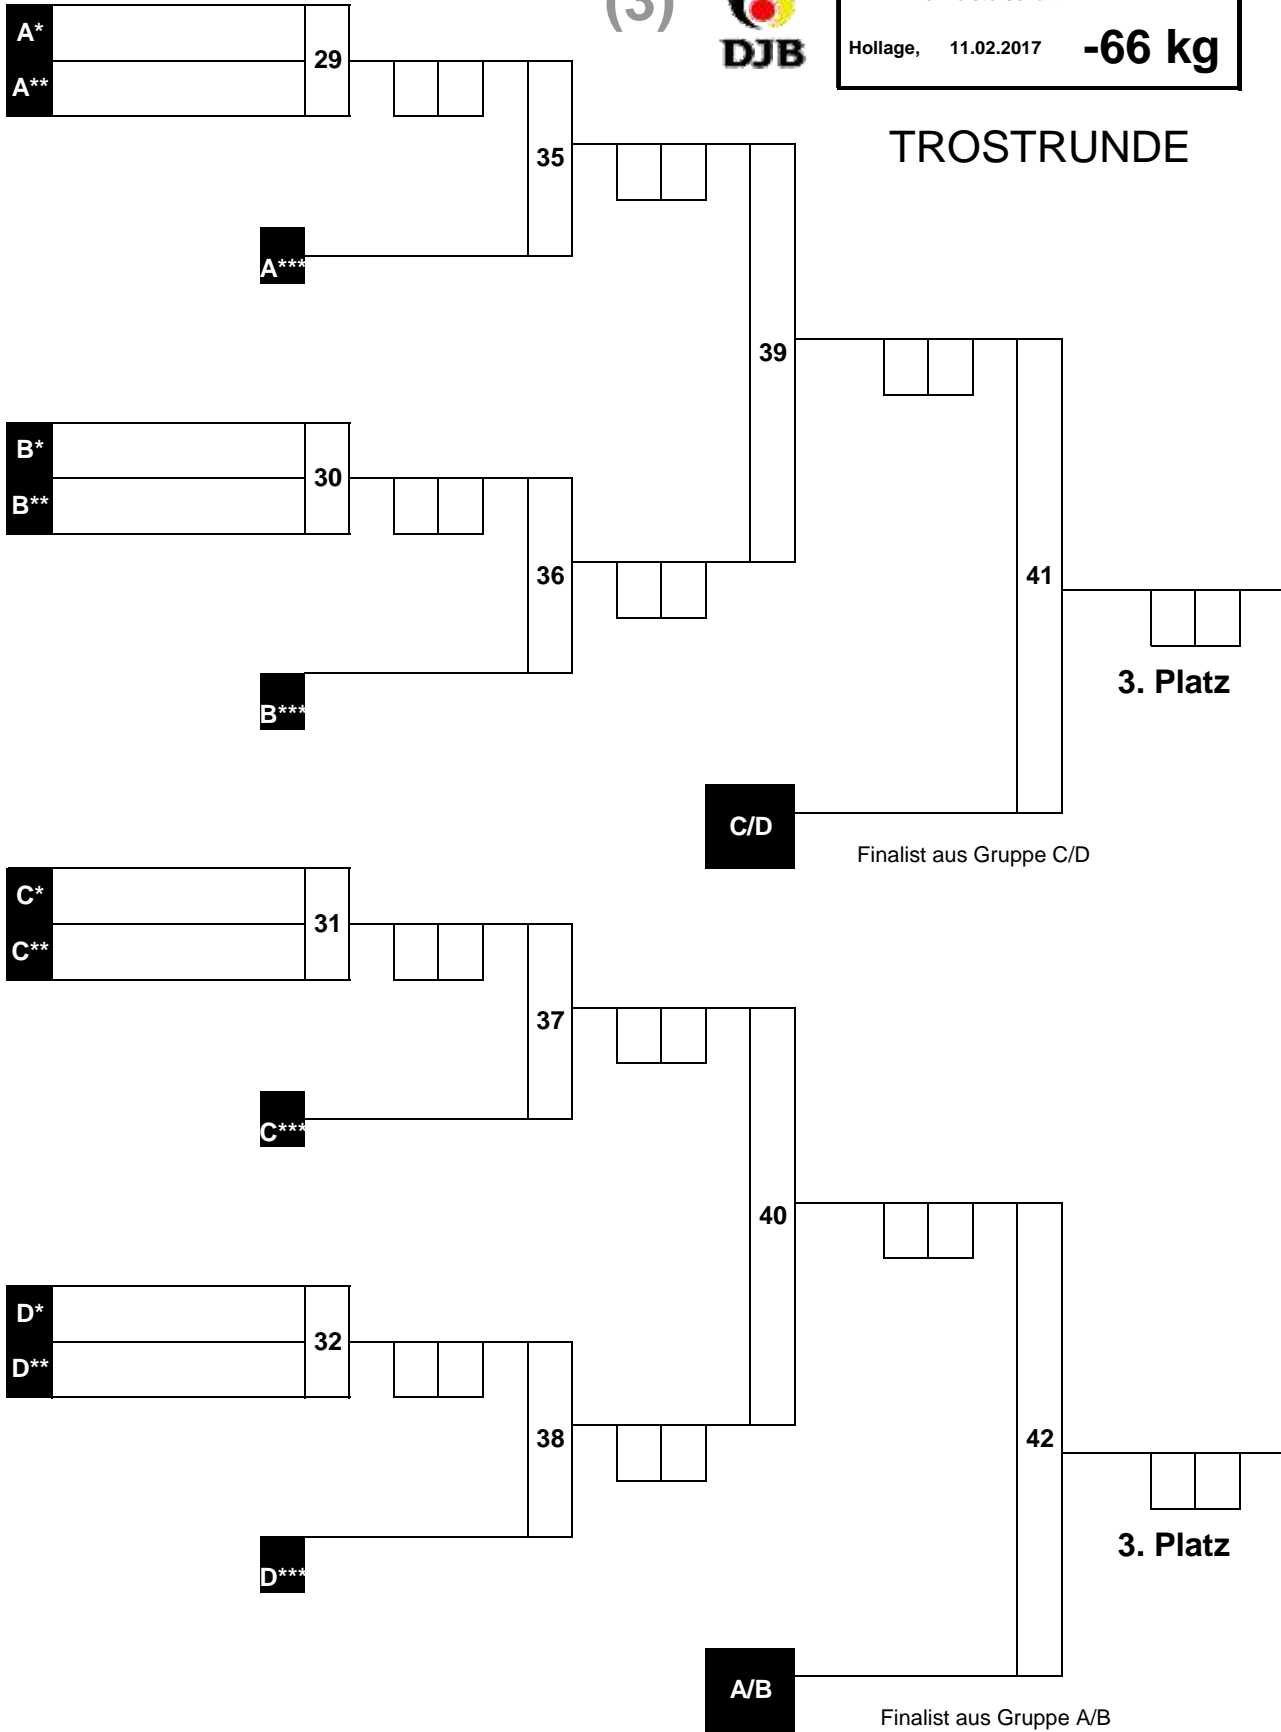 (3)
DJB
Hollage, 11.02.2017 -66 kg
TROSTRUNDE
A*
A**
29
35
A***
39
B*
B**
30
36
41
B***
3. Platz
C/D
Finalist aus Gruppe C/D
C*
C**
31
37
C***
40
D*
D**
32
38
42
D***
3. Platz
A/B
Finalist aus Gruppe A/B